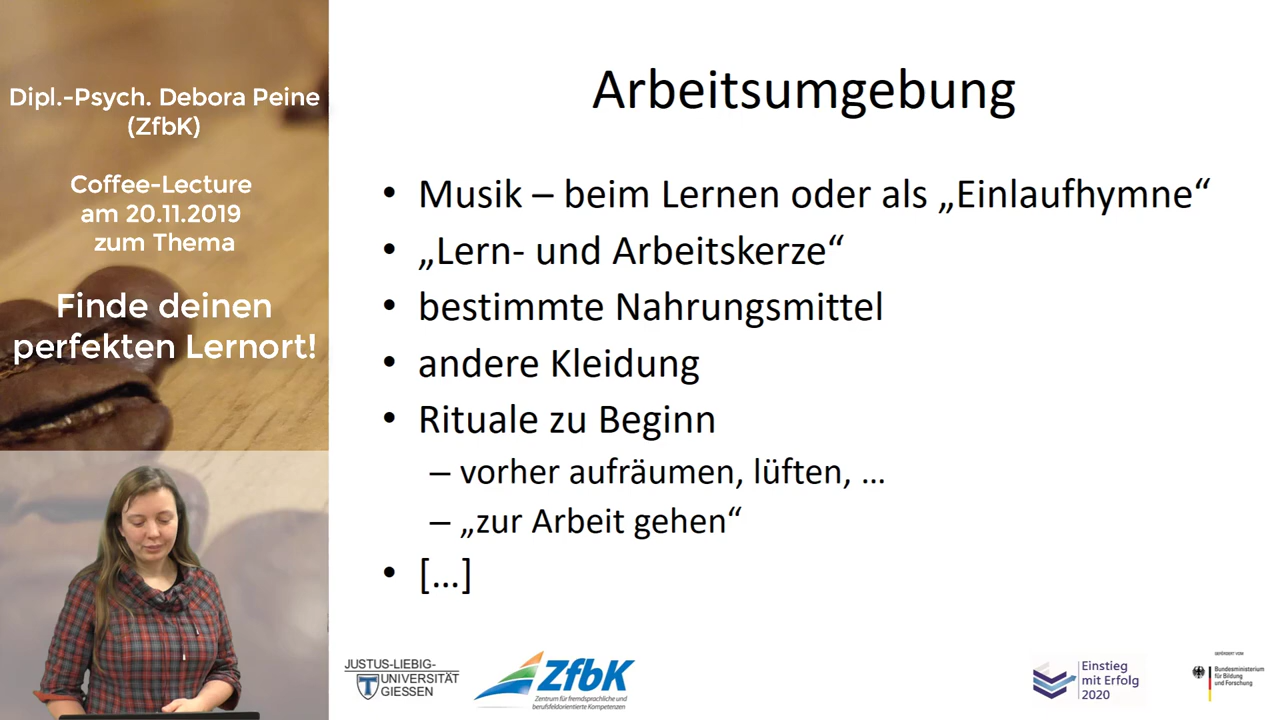 Dipl.-Psych. Debora Peine
(ZfbK)
Coffee-Lecture
am 20.11.2019
zum Thema
Finde deinen
perfekten Lernort!
Arbeitsumgebung
• Musik – beim Lernen oder als „Einlaufhymne“
• „Lern- und Arbeitskerze“
• bestimmte Nahrungsmittel
• andere Kleidung
• Rituale zu Beginn
– vorher aufräumen, lüften, …
– „zur Arbeit gehen“
• […]
JUSTUS-LIEBIG-
UNIVERSITÄT
GIESSEN
ZfbK
Zentrum für fremdsprachliche und
berufsfeldorientierte Kompetenzen
Einstieg
mit Erfolg
2020
GEFÖRDERT VOM
Bundesministerium
für Bildung
und Forschung